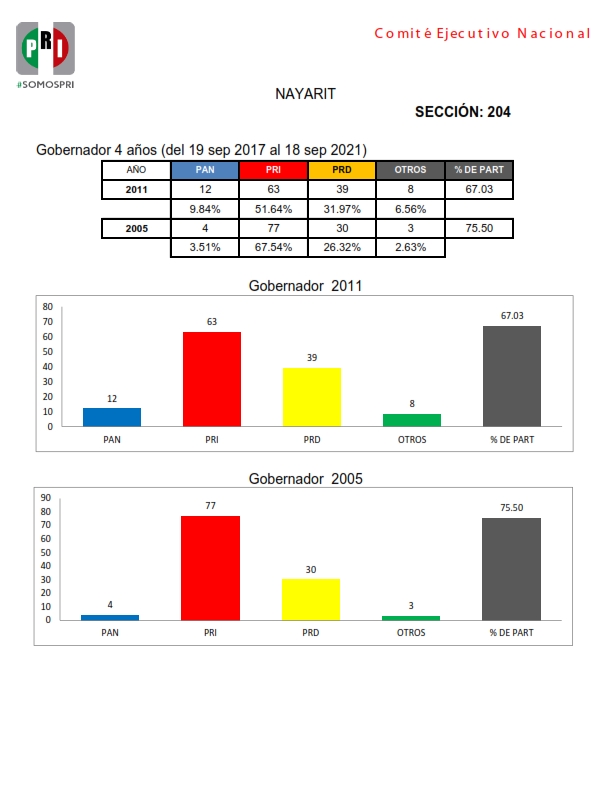 Comité Ejecutivo Nacional
PRI
#SOMOSPRI
NAYARIT
SECCIÓN: 204
Gobernador 4 años (del 19 sep 2017 al 18 sep 2021)
AÑO PAN PRI PRD OTROS % DE PART
2011 12 63 39 8 67.03
9.84% 51.64% 31.97% 6.56%
2005 4 77 30 3 75.50
3.51% 67.54% 26.32% 2.63%
Gobernador 2011
80
70
60
50
40
30
20
10
0
12 63 39 8 67.03
PAN PRI PRD OTROS % DE PART
Gobernador 2005
90
80
70
60
50
40
30
20
10
0
4 77 30 3 75.50
PAN PRI PRD OTROS % DE PART